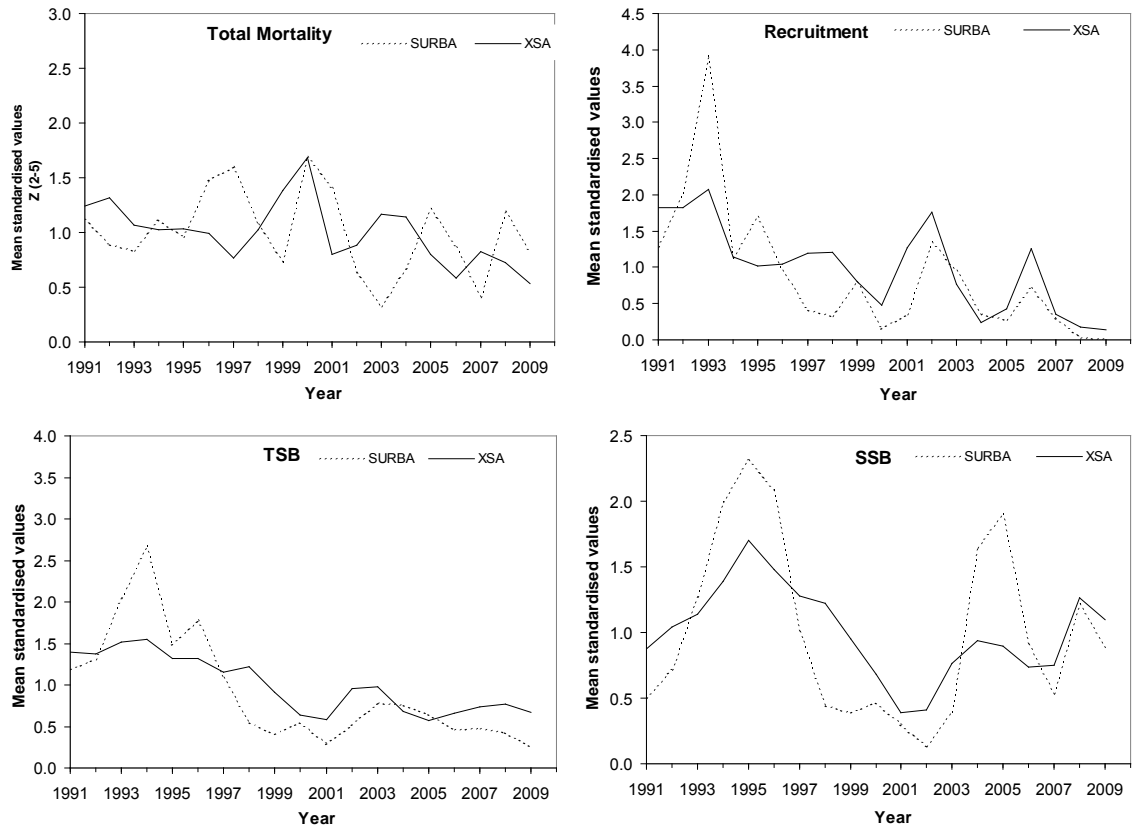 Total Mortality
SURBA
XSA
Mean standardised values
Z (2-5)
3.0
2.5
2.0
1.5
1.0
0.5
0.0
1991 1993 1995 1997 1999 2001 2003 2005 2007 2009
Year
Recruitment
SURBA
XSA
Mean standardised values
4.5
4.0
3.5
3.0
2.5
2.0
1.5
1.0
0.5
0.0
1991 1993 1995 1997 1999 2001 2003 2005 2007 2009
Year
TSB
SURBA
XSA
Mean standardised values
4.0
3.5
3.0
2.5
2.0
1.5
1.0
0.5
0.0
1991 1993 1995 1997 1999 2001 2003 2005 2007 2009
Year
SSB
SURBA
XSA
Mean standardised values
2.5
2.0
1.5
1.0
0.5
0.0
1991 1993 1995 1997 1999 2001 2003 2005 2007 2009
Year